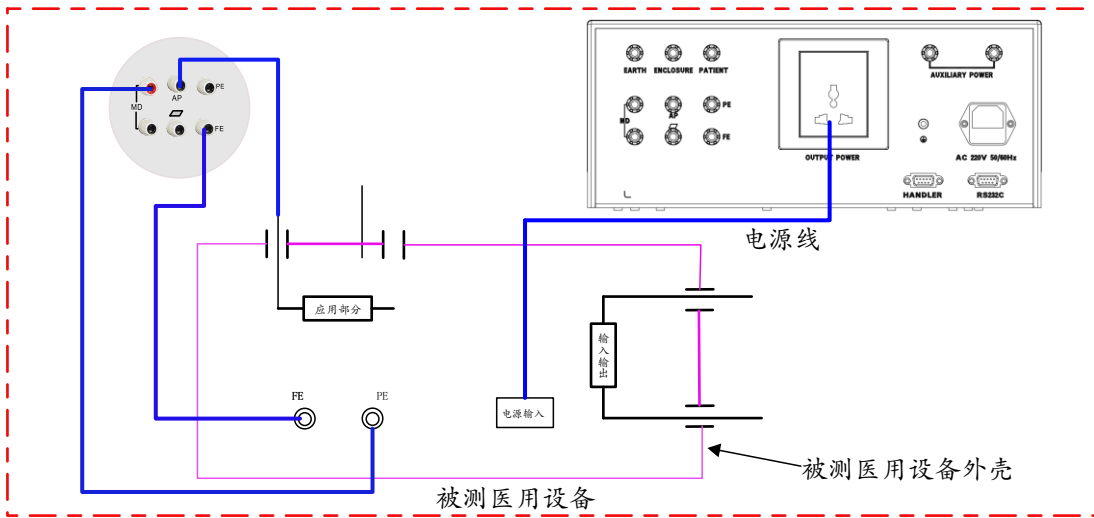 MD
AP
PE
FE
EARTH ENCLOSURE PATIENT
MD
AP
PE
FE
OUTPUT POWER
AUXILIARY POWER
AC 220V 50/60Hz
HANDLER
RS232C
电源线
应用部分
输入输出
FE
PE
电源输入
被测医用设备外壳
被测医用设备